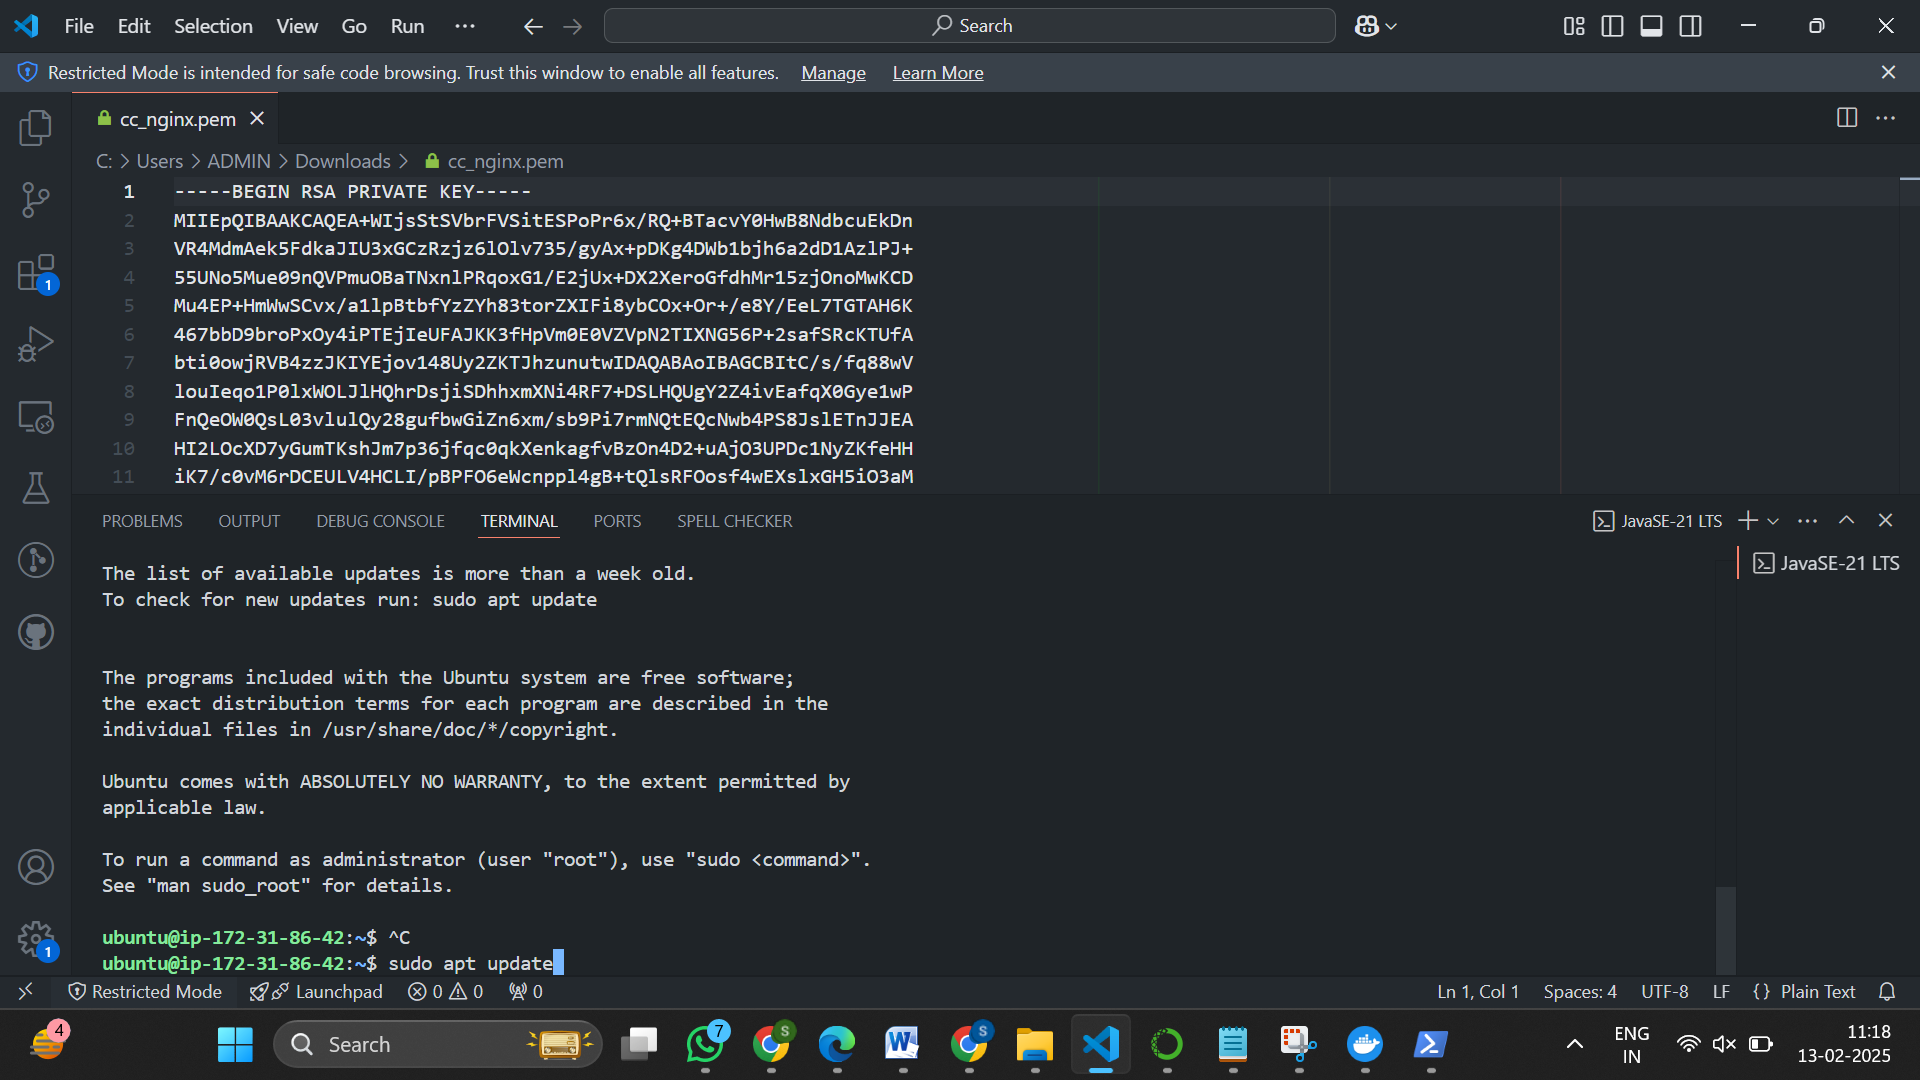 File Edit Selection View Go Run ···
Search
Restricted Mode is intended for safe code browsing. Trust this window to enable all features. Manage Learn More
cc_nginx.pem
C: > Users > ADMIN > Downloads > cc_nginx.pem
1 -----BEGIN RSA PRIVATE KEY-----
2 MIIEpQIBAAKCAQEA+WIjsStSVbrFVSitESPoPr6x/RQ+BTacvY0HwB8NdbcuEkDn
3 VR4MdmAek5FdkaJIU3xGCzRzjz6lOlv735/gyAx+pDKg4DWb1bjh6a2dD1AzlPJ+
4 55UNo5Mue09nQVPmuOBaTNxnlPRqoxG1/E2jUx+DX2XeroGfdhMr15zjOnoMwKCD
5 Mu4EP+HmWwSCvx/a1lpBtbfYzZYh83torZXIFi8ybCOx+Or+/e8Y/EeL7TGTAH6K
6 467bbD9broPxOy4iPTEjIeUFAJKK3fHpVm0E0VZVpN2TIXNG56P+2safSRcKTUfA
7 bti0owjRVB4zzJKIYEjov148Uy2ZKTJhzunutwIDAQABAoIBAGCBItC/s/fq88wV
8 louIeqo1P0lxWOLJlHQhrDsjiSDhhxmXNi4RF7+DSLHQUgY2Z4ivEafqX0Gye1wP
9 FnQeOW0QsL03vlulQy28gufbwGiZn6xm/sb9Pi7rmNQtEQcNwb4PS8JslETnJJEA
10 HI2LOcXD7yGumTKshJm7p36jfqc0qkXenkagfvBzOn4D2+uAjO3UPDc1NyZKfeHH
11 iK7/c0vM6rDCEULV4HCLI/pBPFO6eWcnppl4gB+tQlsRFOosf4wEXslxGH5iO3aM
PROBLEMS OUTPUT DEBUG CONSOLE TERMINAL PORTS SPELL CHECKER
JavaSE-21 LTS
JavaSE-21 LTS
The list of available updates is more than a week old.
To check for new updates run: sudo apt update
The programs included with the Ubuntu system are free software;
the exact distribution terms for each program are described in the
individual files in /usr/share/doc/*/copyright.
Ubuntu comes with ABSOLUTELY NO WARRANTY, to the extent permitted by
applicable law.
To run a command as administrator (user "root"), use "sudo <command>".
See "man sudo_root" for details.
ubuntu@ip-172-31-86-42:~$ ^C
ubuntu@ip-172-31-86-42:~$ sudo apt update
1
1
Restricted Mode Launchpad 0 0 0
Ln 1, Col 1 Spaces: 4 UTF-8 LF {} Plain Text
4
Search
7
S
S
ENG
IN
11:18
13-02-2025